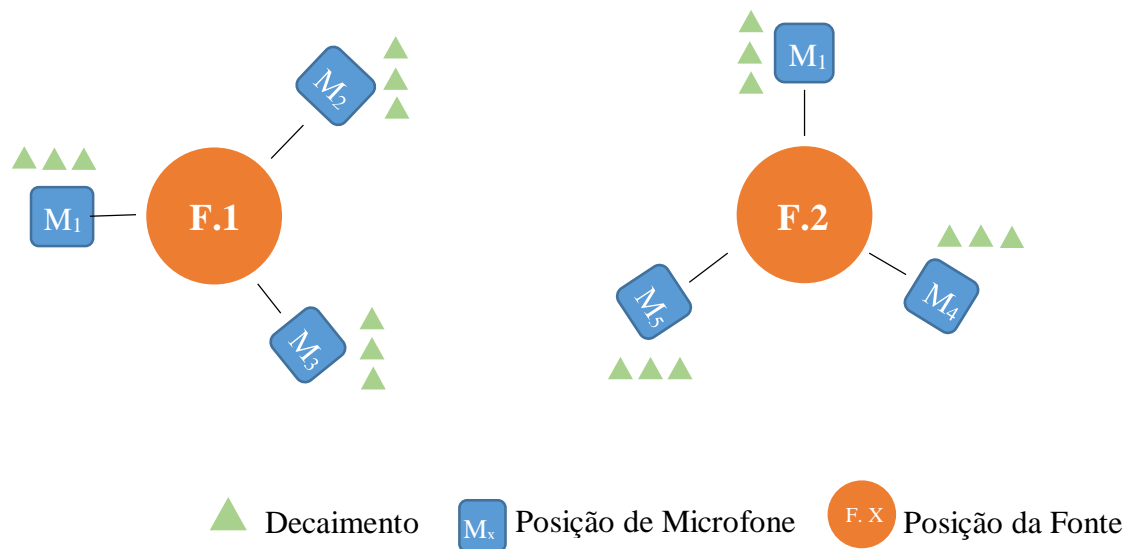 M₁
M₂
F.1
M₁
M₃
F.2
M₅
M₄
Decaimento
Mₓ
Posição de Microfone
F. X
Posição da Fonte